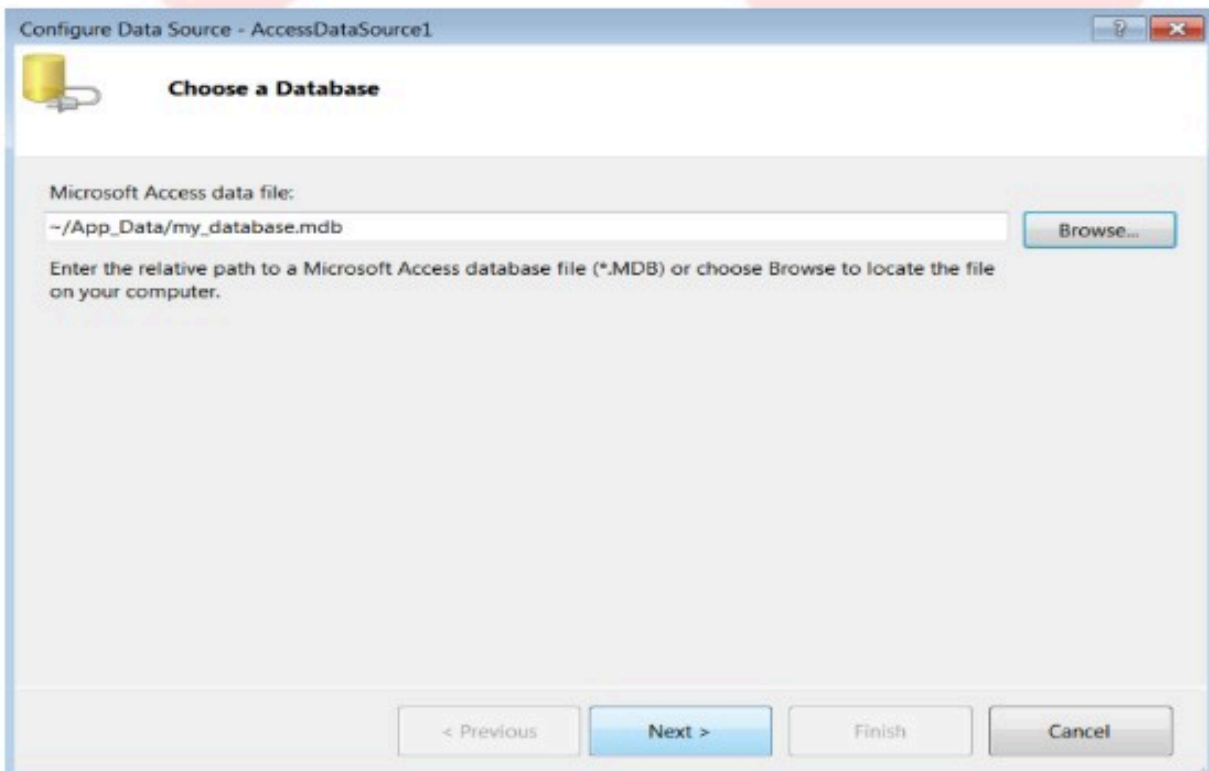 Configure Data Source - AccessDataSource1
Choose a Database
Microsoft Access data file:
~/App_Data/my_database.mdb
Browse...
Enter the relative path to a Microsoft Access database file (*.MDB) or choose Browse to locate the file
on your computer.
< Previous
Next >
Finish
Cancel